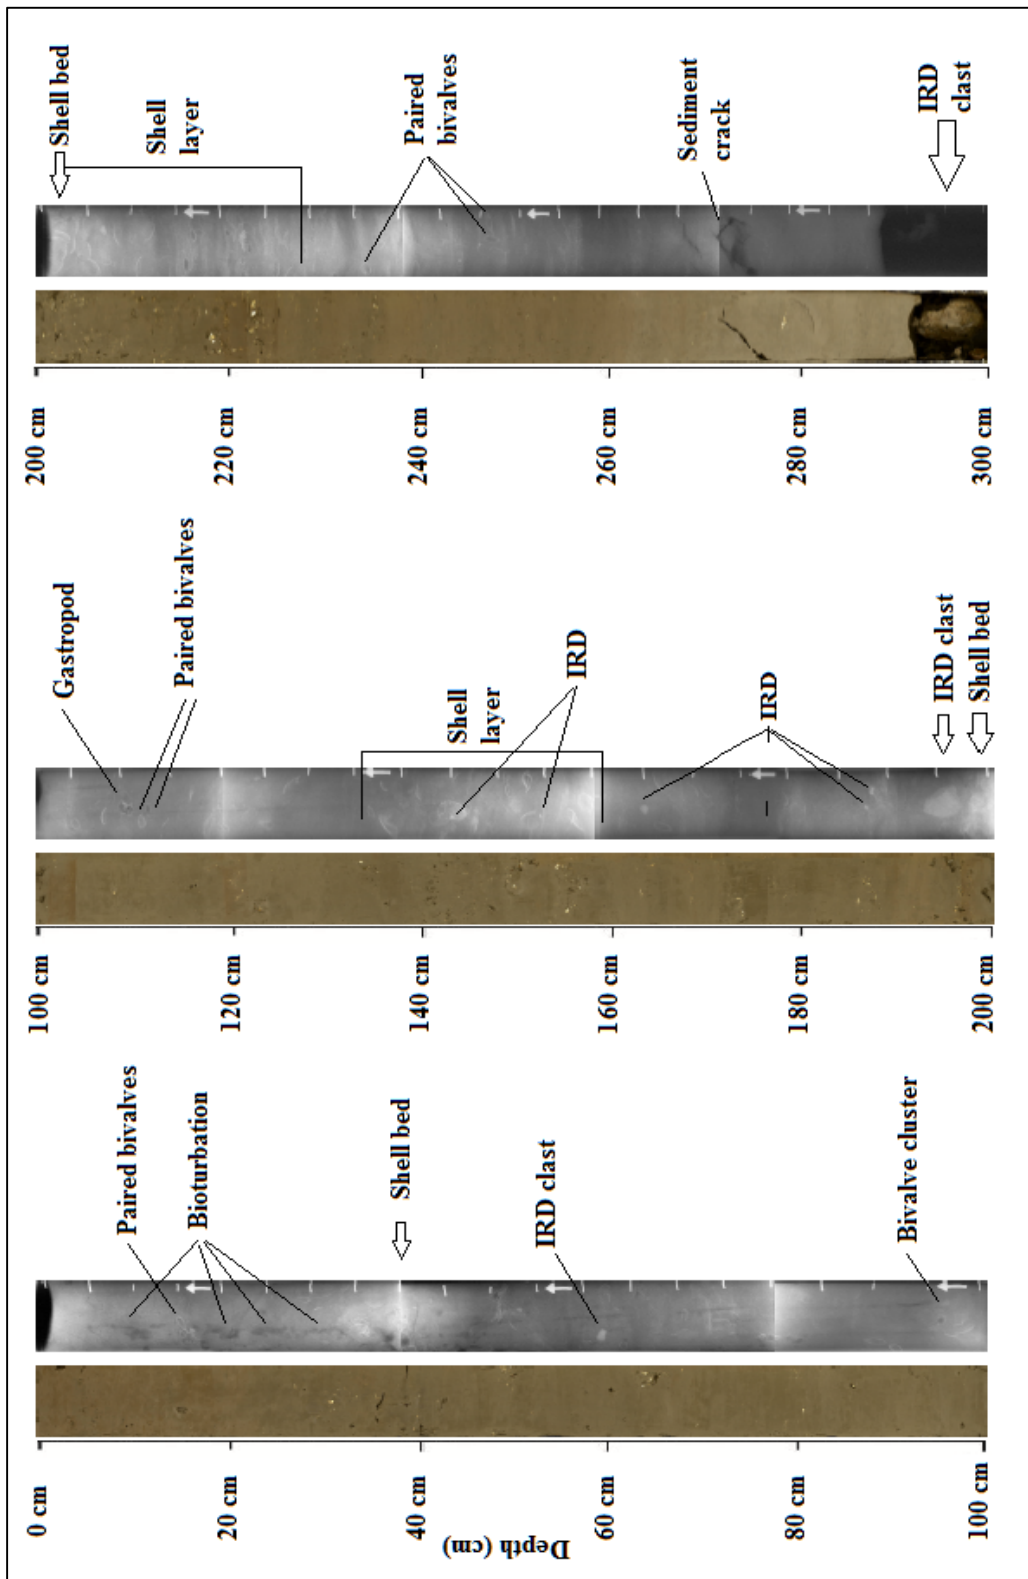 Shell bed
Shell
layer
Paired
bivalves
Sediment
crack
IRD
clast
200 cm
220 cm
240 cm
260 cm
280 cm
300 cm
Gastropod
Paired bivalves
Shell
layer
IRD
IRD
IRD clast
Shell bed
100 cm
120 cm
140 cm
160 cm
180 cm
200 cm
Paired bivalves
Bioturbation
Shell bed
IRD clast
Bivalve cluster
0 cm
20 cm
40 cm
60 cm
80 cm
100 cm
Depth (cm)